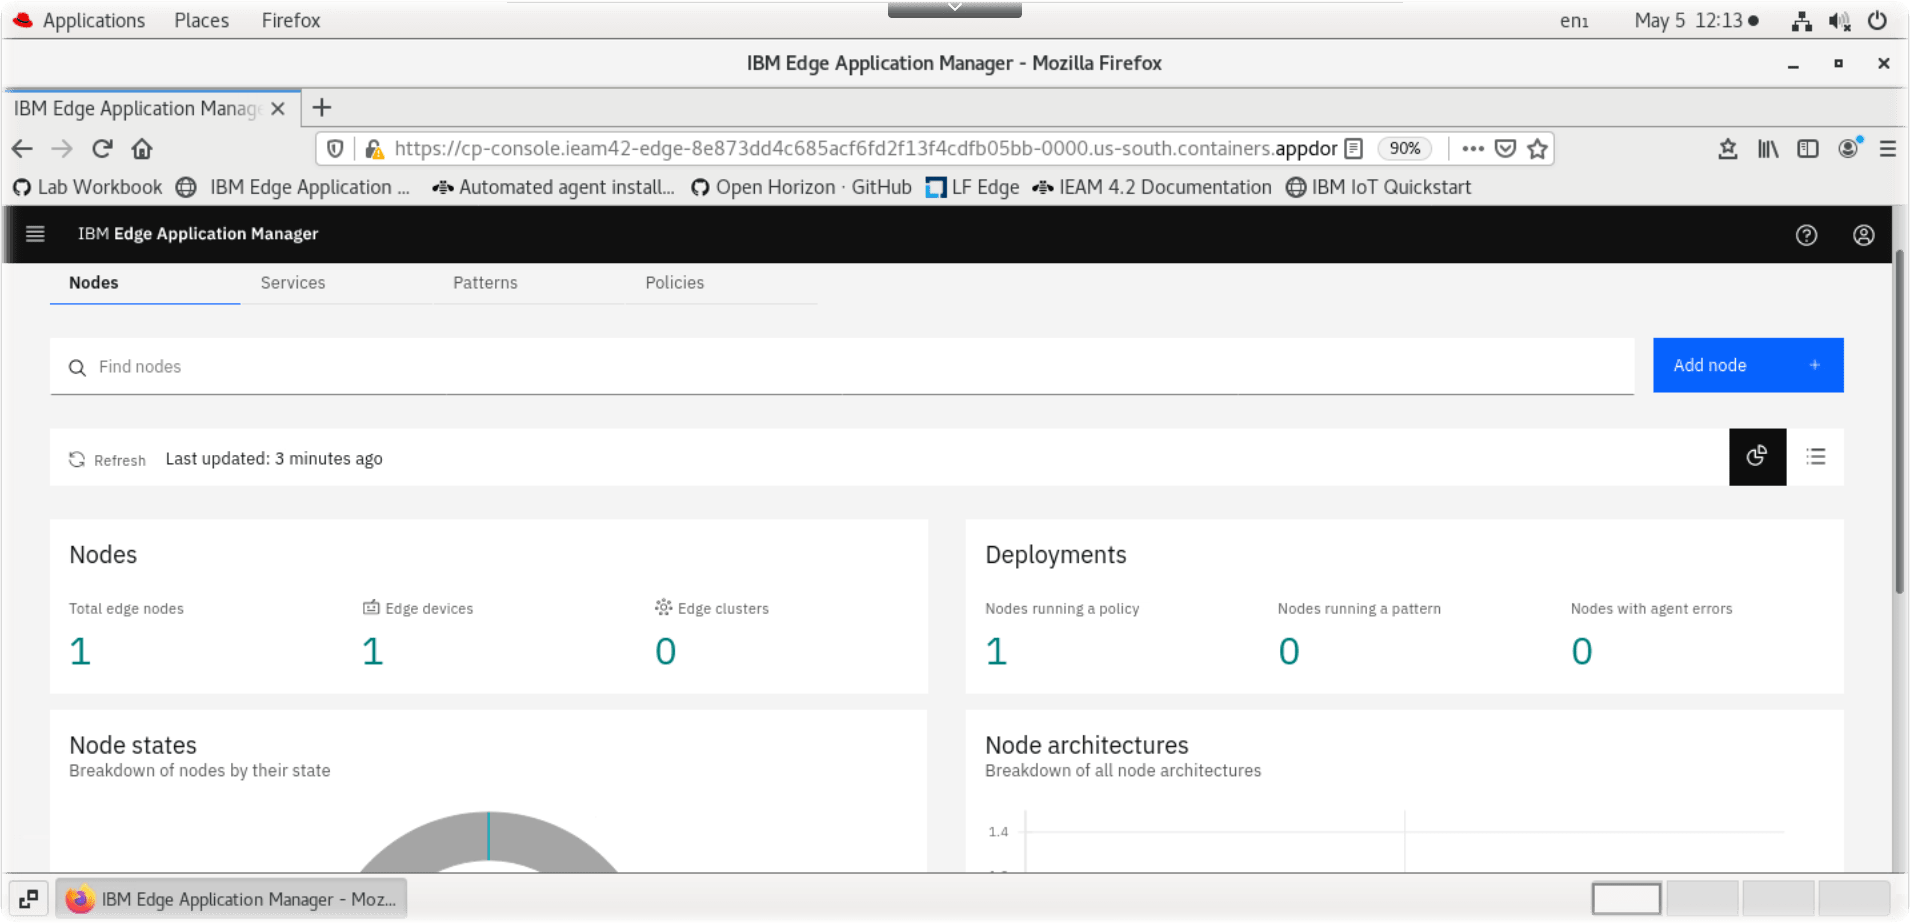 Applications Places Firefox en₁ May 5 12:13
IBM Edge Application Manager - Mozilla Firefox
IBM Edge Application Manage
https://cp-console.ieam42-edge-8e873dd4c685acf6fd2f13f4cdfb05bb-0000.us-south.containers.appdor 90%
Lab Workbook IBM Edge Application ... Automated agent install... Open Horizon · GitHub LF Edge IEAM 4.2 Documentation IBM IoT Quickstart
IBM Edge Application Manager
Nodes Services Patterns Policies
Find nodes Add node +
Refresh Last updated: 3 minutes ago
Nodes
Total edge nodes Edge devices Edge clusters
1 1 0
Deployments
Nodes running a policy Nodes running a pattern Nodes with agent errors
1 0 0
Node states
Breakdown of nodes by their state
Node architectures
Breakdown of all node architectures
1.4
IBM Edge Application Manager - Moz...